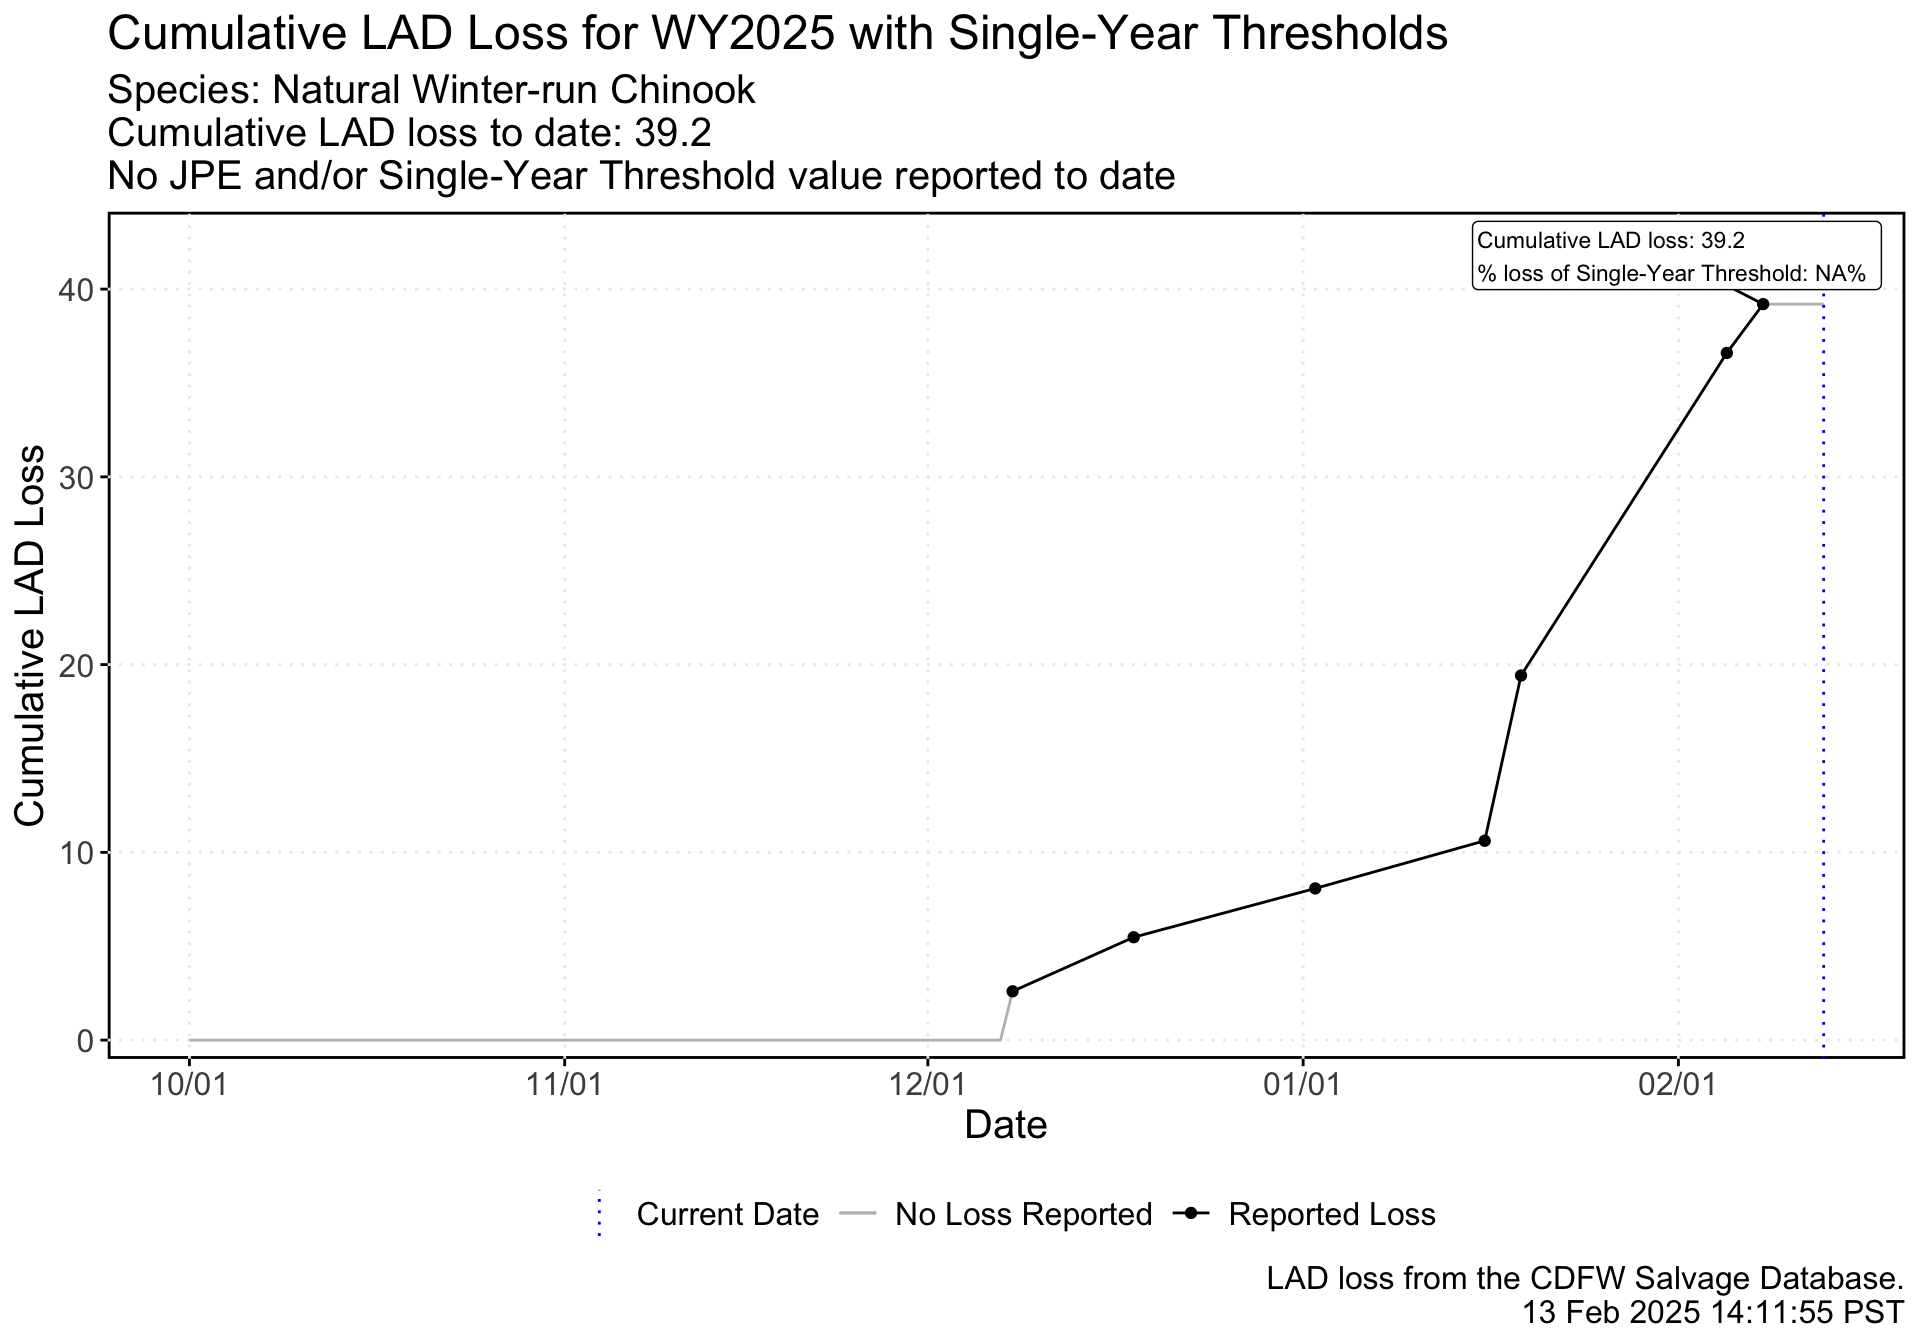 Cumulative LAD Loss for WY2025 with Single-Year Thresholds
Species: Natural Winter-run Chinook
Cumulative LAD loss to date: 39.2
No JPE and/or Single-Year Threshold value reported to date
Cumulative LAD loss: 39.2
% loss of Single-Year Threshold: NA%
Cumulative LAD Loss
40
30
20
10
0
10/01
11/01
12/01
01/01
02/01
Date
Current Date
No Loss Reported
Reported Loss
LAD loss from the CDFW Salvage Database.
13 Feb 2025 14:11:55 PST